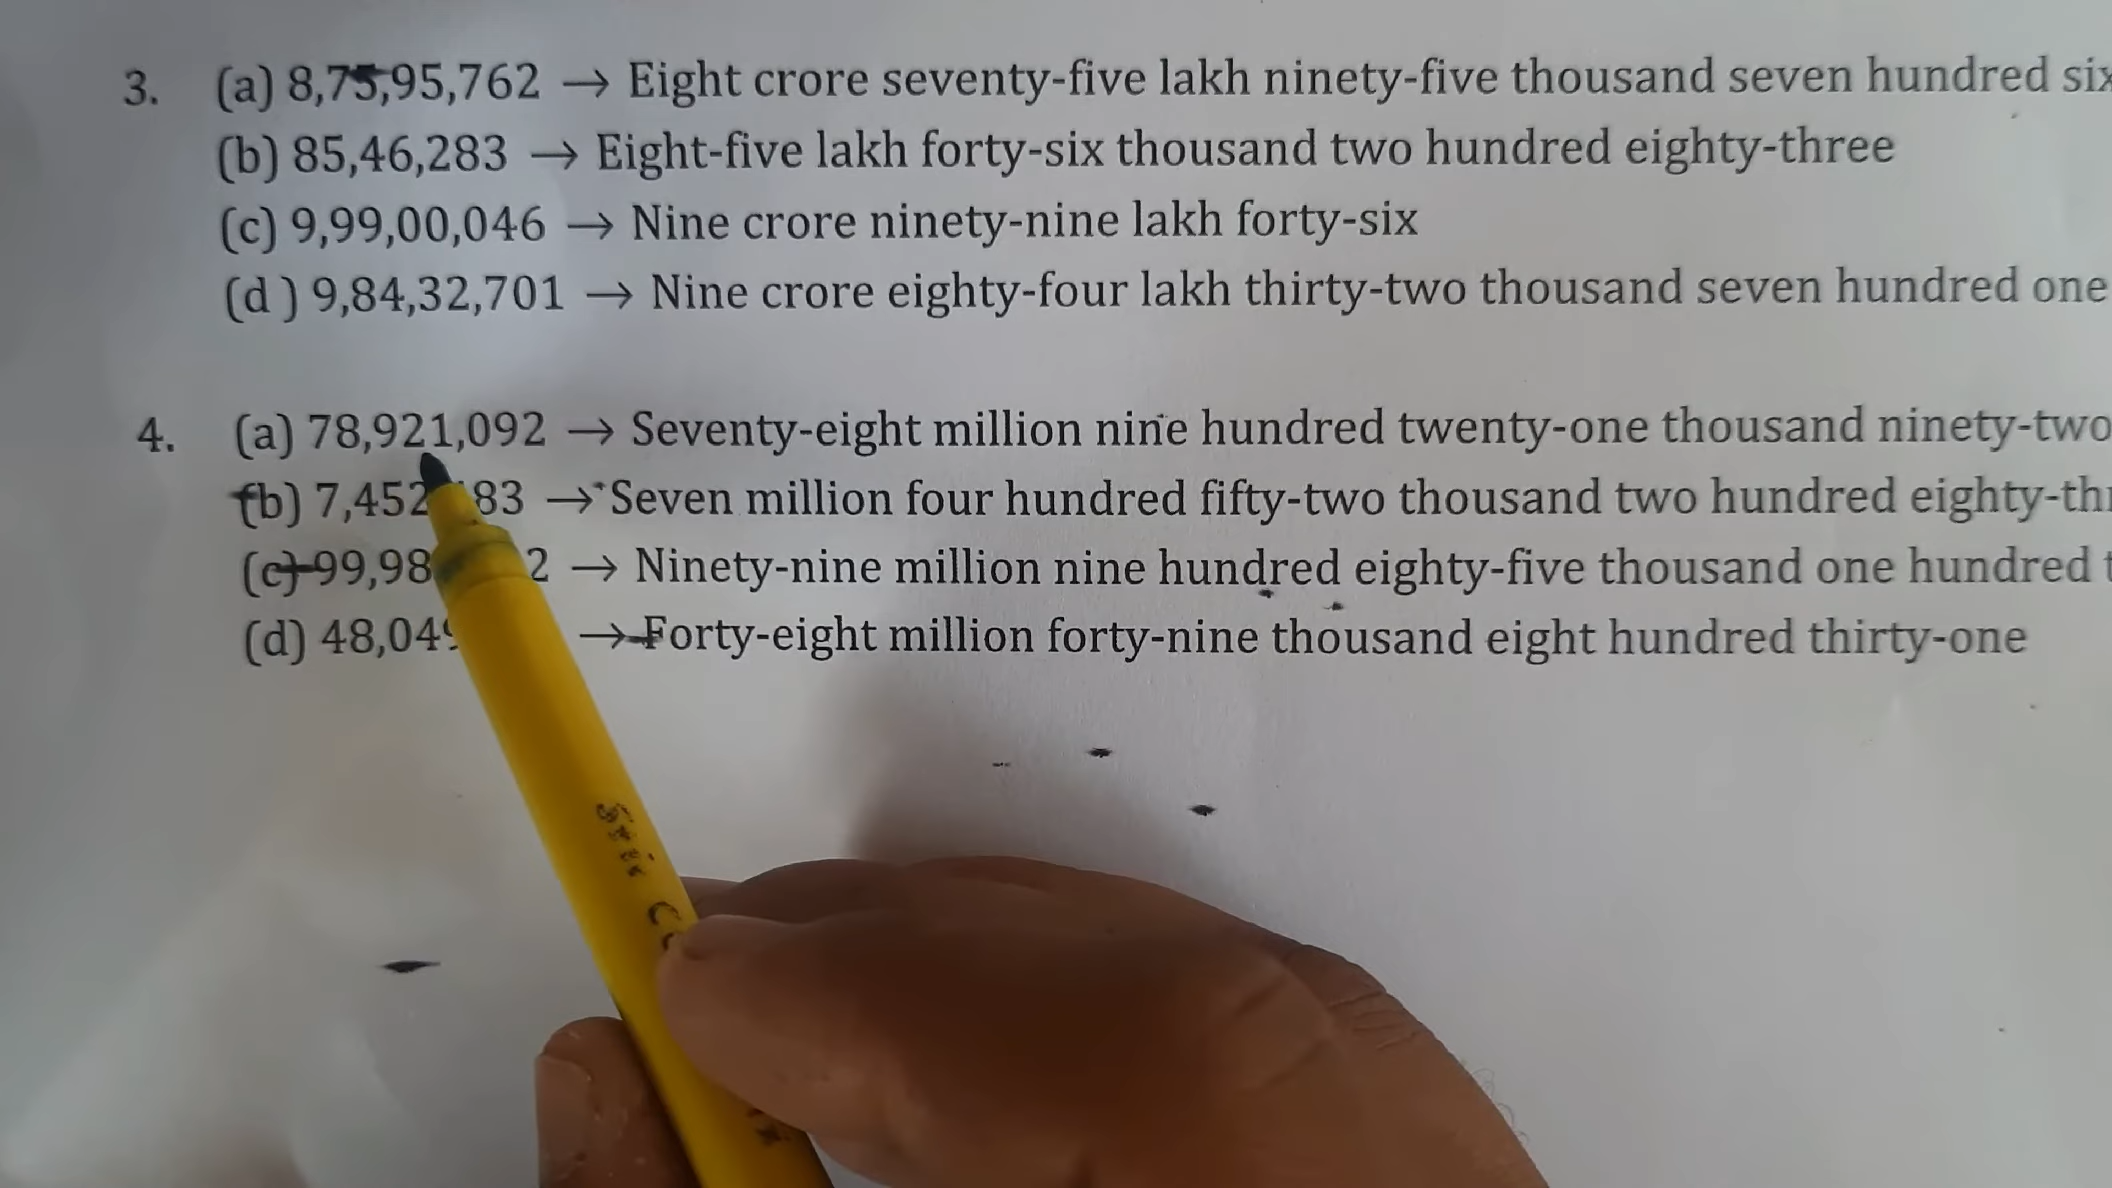 3. (a) 8,75,95,762 → Eight crore seventy-five lakh ninety-five thousand seven hundred
(b) 85,46,283 → Eight-five lakh forty-six thousand two hundred eighty-three
(c) 9,99,00,046 → Nine crore ninety-nine lakh forty-six
(d ) 9,84,32,701 → Nine crore eighty-four lakh thirty-two thousand seven hundred one
4. (a) 78,921,092 → Seventy-eight million nine hundred twenty-one thousand ninety-two
(b) 7,452 83 → Seven million four hundred fifty-two thousand two hundred
(c) 99,98 2 → Ninety-nine million nine hundred eighty-five thousand one hundred
(d) 48,04 → Forty-eight million forty-nine thousand eight hundred thirty-one